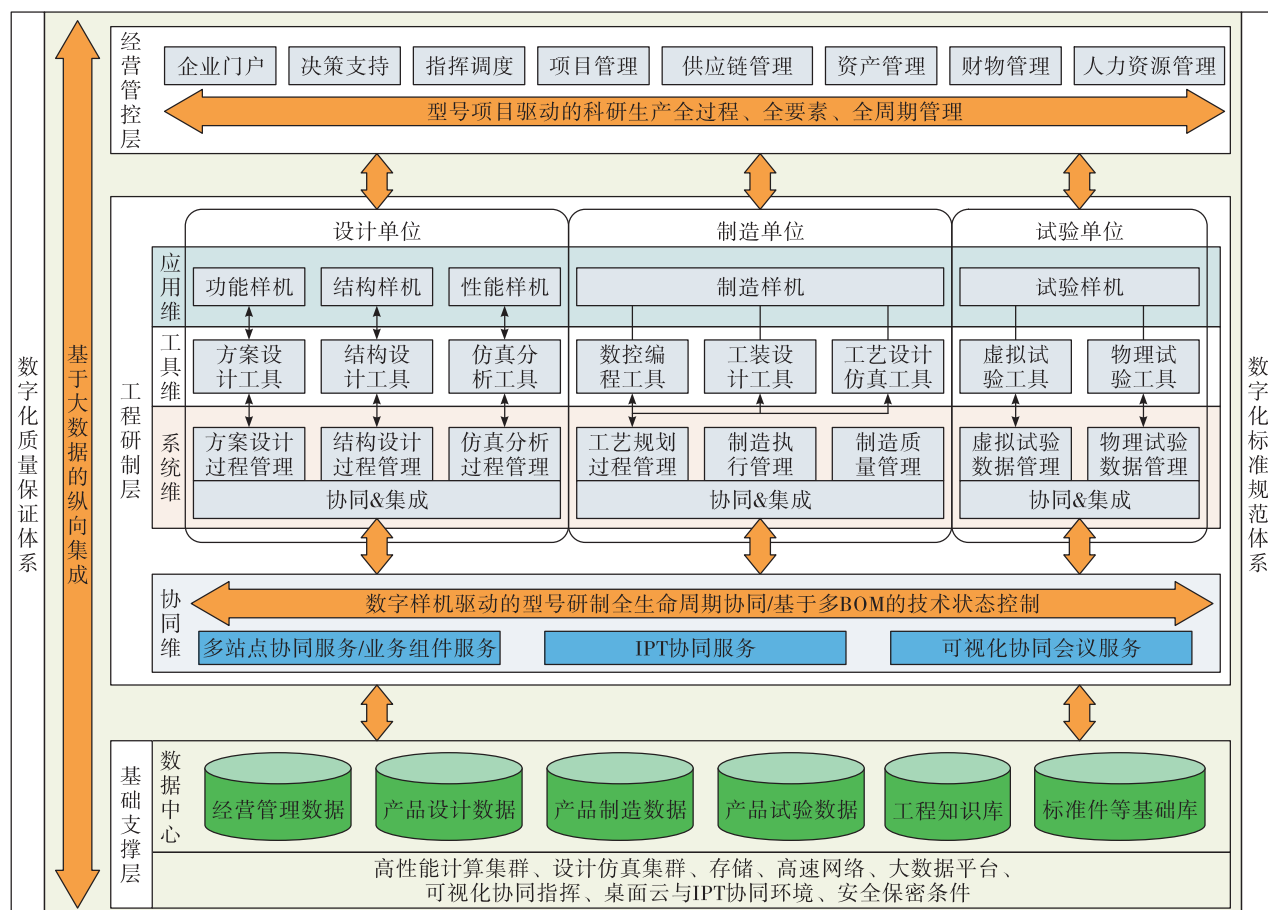 数字化质量保证体系
基于大数据的纵向集成
经营管控层
企业门户
决策支持
指挥调度
项目管理
供应链管理
资产管理
财物管理
人力资源管理
型号项目驱动的科研生产全过程、全要素、全周期管理
工程研制层
设计单位
制造单位
试验单位
应用维
功能样机
结构样机
性能样机
制造样机
试验样机
工具维
方案设
计工具
结构设
计工具
仿真分
析工具
数控编
程工具
工装设
计工具
工艺设计
仿真工具
虚拟试
验工具
物理试
验工具
系统维
方案设计
过程管理
结构设计
过程管理
仿真分析
过程管理
工艺规划
过程管理
制造执
行管理
制造质
量管理
虚拟试验
数据管理
物理试验
数据管理
协同&集成
协同&集成
协同&集成
协同维
数字样机驱动的型号研制全生命周期协同/基于多BOM的技术状态控制
多站点协同服务/业务组件服务
IPT协同服务
可视化协同会议服务
基础支撑层
数据中心
经营管理数据
产品设计数据
产品制造数据
产品试验数据
工程知识库
标准件等基础库
高性能计算集群、设计仿真集群、存储、高速网络、大数据平台、
可视化协同指挥、桌面云与IPT协同环境、安全保密条件
数字化标准规范体系